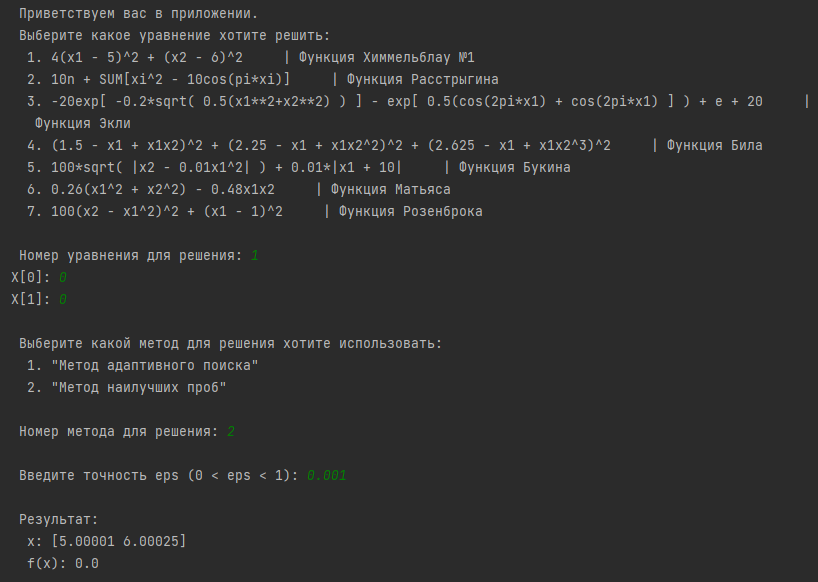 Приветствуем вас в приложении.
Выберите какое уравнение хотите решить:
1. 4(x1 - 5)^2 + (x2 - 6)^2     | Функция Химмельблау №1
2. 10n + SUM[xi^2 - 10cos(pi*xi)]     | Функция Расстрыгина
3. -20exp[ -0.2*sqrt( 0.5(x1**2+x2**2) ) ] - exp[ 0.5(cos(2pi*x1) + cos(2pi*x1) ] ) + e + 20     |
Функция Экли
4. (1.5 - x1 + x1x2)^2 + (2.25 - x1 + x1x2^2)^2 + (2.625 - x1 + x1x2^3)^2     | Функция Била
5. 100*sqrt( |x2 - 0.01x1^2| ) + 0.01*|x1 + 10|     | Функция Букина
6. 0.26(x1^2 + x2^2) - 0.48x1x2     | Функция Матьяса
7. 100(x2 - x1^2)^2 + (x1 - 1)^2     | Функция Розенброка
Номер уравнения для решения: 1
X[0]: 0
X[1]: 0
Выберите какой метод для решения хотите использовать:
1. "Метод адаптивного поиска"
2. "Метод наилучших проб"
Номер метода для решения: 2
Введите точность eps (0 < eps < 1): 0.001
Результат:
x: [5.00001 6.00025]
f(x): 0.0